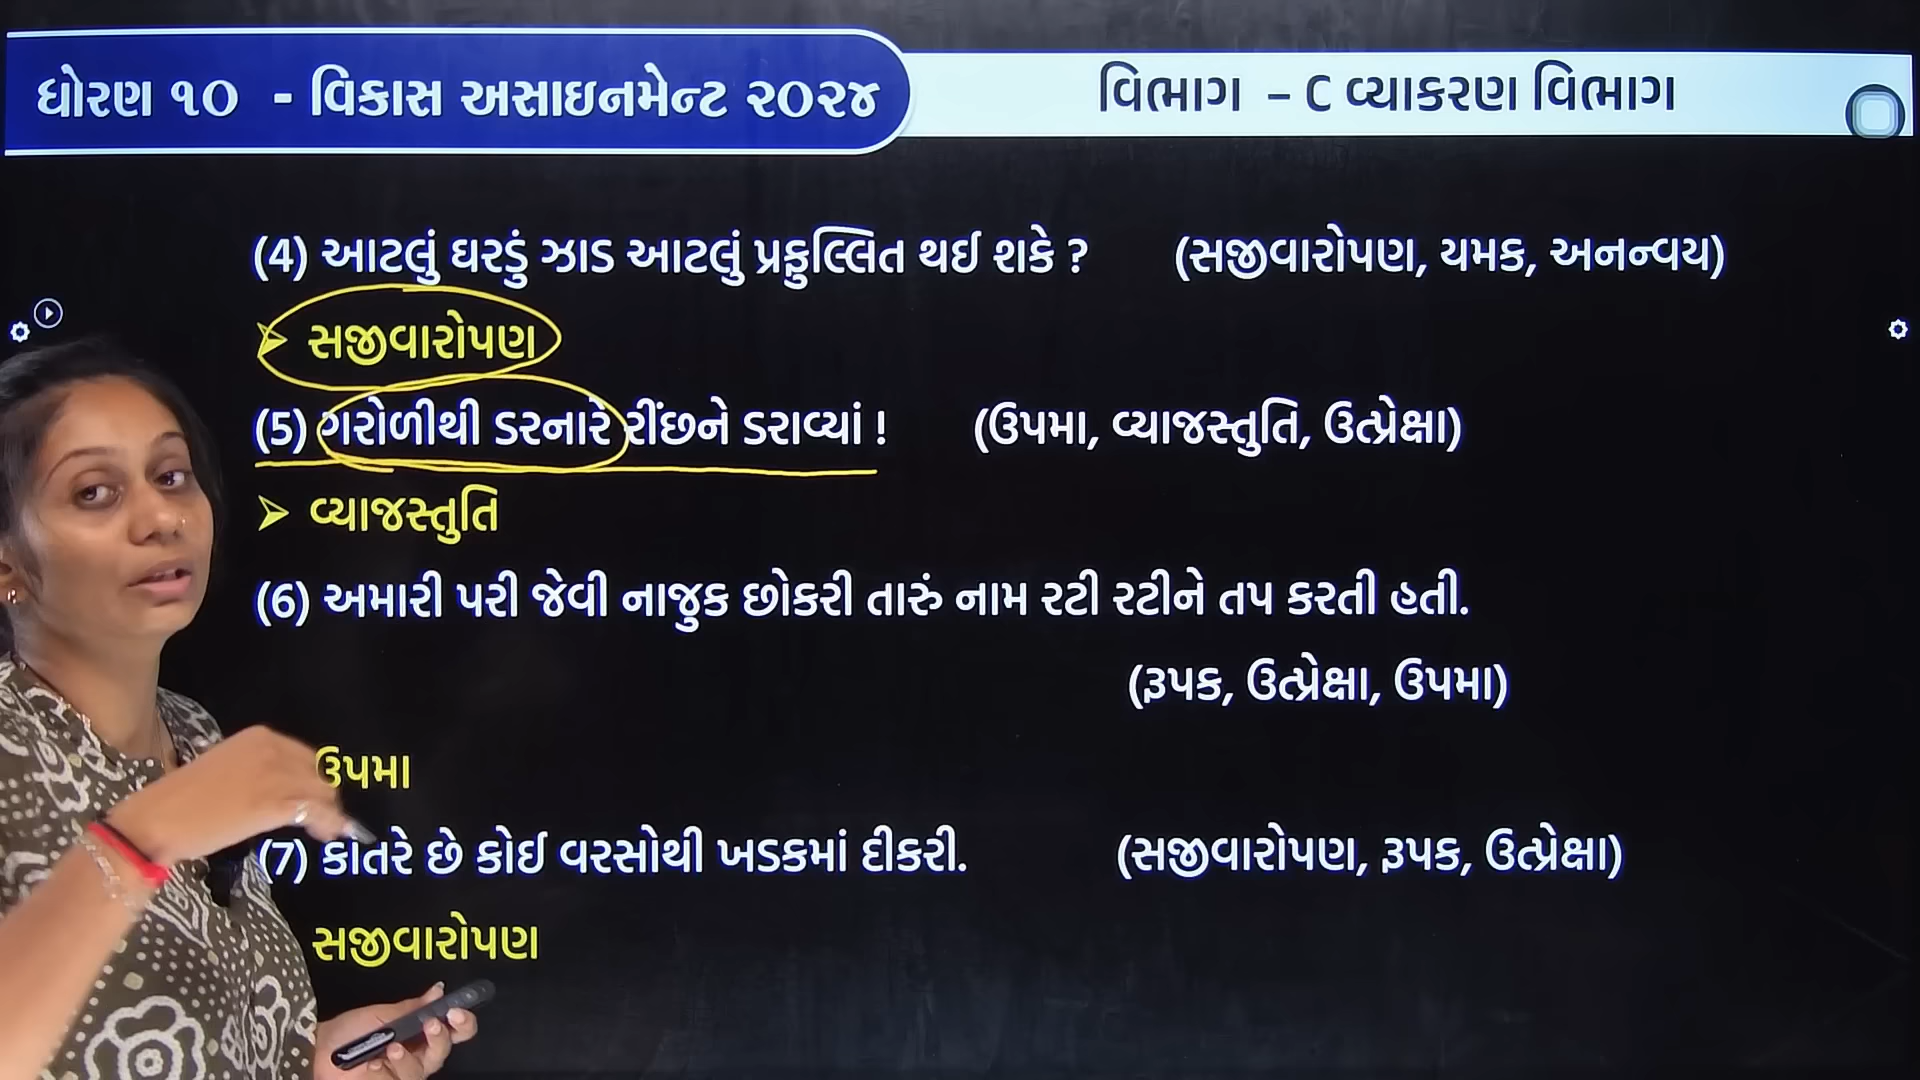 ધોરણ ૧૦ - વિકાસ અસાઇનમેન્ટ ૨૦૨૪
વિભાગ – C વ્યાકરણ વિભાગ
(4) આટલું ઘરડું ઝાડ આટલું પ્રફુલ્લિત થઈ શકે ? (સજીવારોપણ, યમક, અનન્વય)
➢ સજીવારોપણ
(5) ગરોળીથી ડરનારે રીંછને ડરાવ્યાં ! (ઉપમા, વ્યાજસ્તુતિ, ઉત્પ્રેક્ષા)
➢ વ્યાજસ્તુતિ
(6) અમારી પરી જેવી નાજુક છોકરી તારું નામ રટી રટીને તપ કરતી હતી.
(રૂપક, ઉત્પ્રેક્ષા, ઉપમા)
ઉપમા
(7) કોતરે છે કોઈ વરસોથી ખડકમાં દીકરી. (સજીવારોપણ, રૂપક, ઉત્પ્રેક્ષા)
સજીવારોપણ